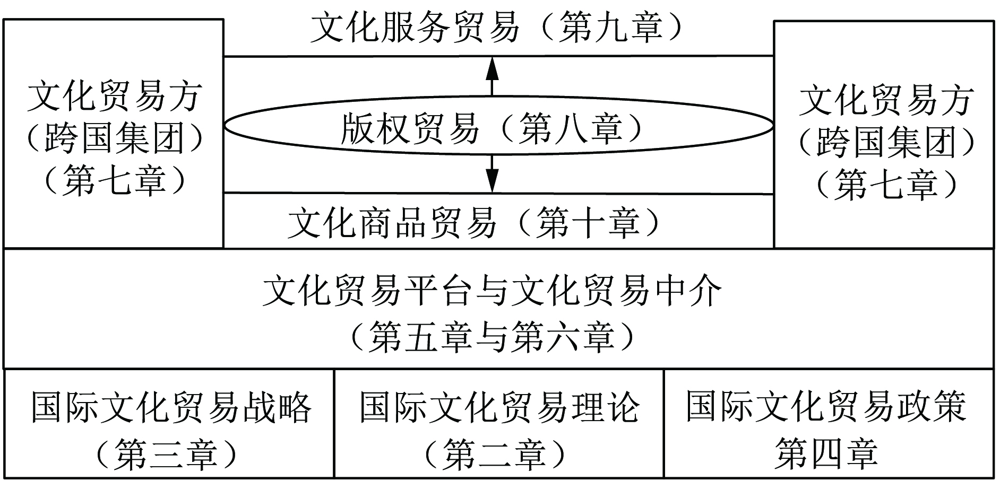 文化服务贸易（第九章）
文化贸易方
（跨国集团）
（第七章）
版权贸易（第八章）
文化贸易方
（跨国集团）
（第七章）
文化商品贸易（第十章）
文化贸易平台与文化贸易中介
（第五章与第六章）
国际文化贸易战略
（第三章）
国际文化贸易理论
（第二章）
国际文化贸易政策
第四章